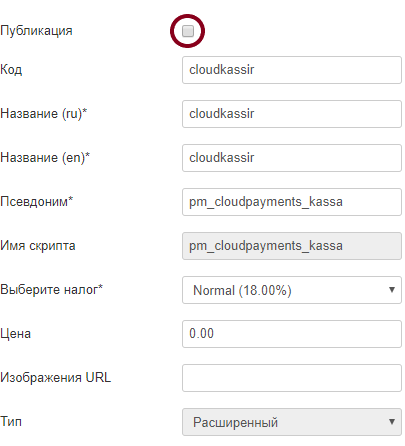 Публикация
Код cloudkassir
Название (ru)* cloudkassir
Название (en)* cloudkassir
Псевдоним* pm_cloudpayments_kassa
Имя скрипта pm_cloudpayments_kassa
Выберите налог* Normal (18.00%)
Цена 0.00
Изображения URL
Тип Расширенный